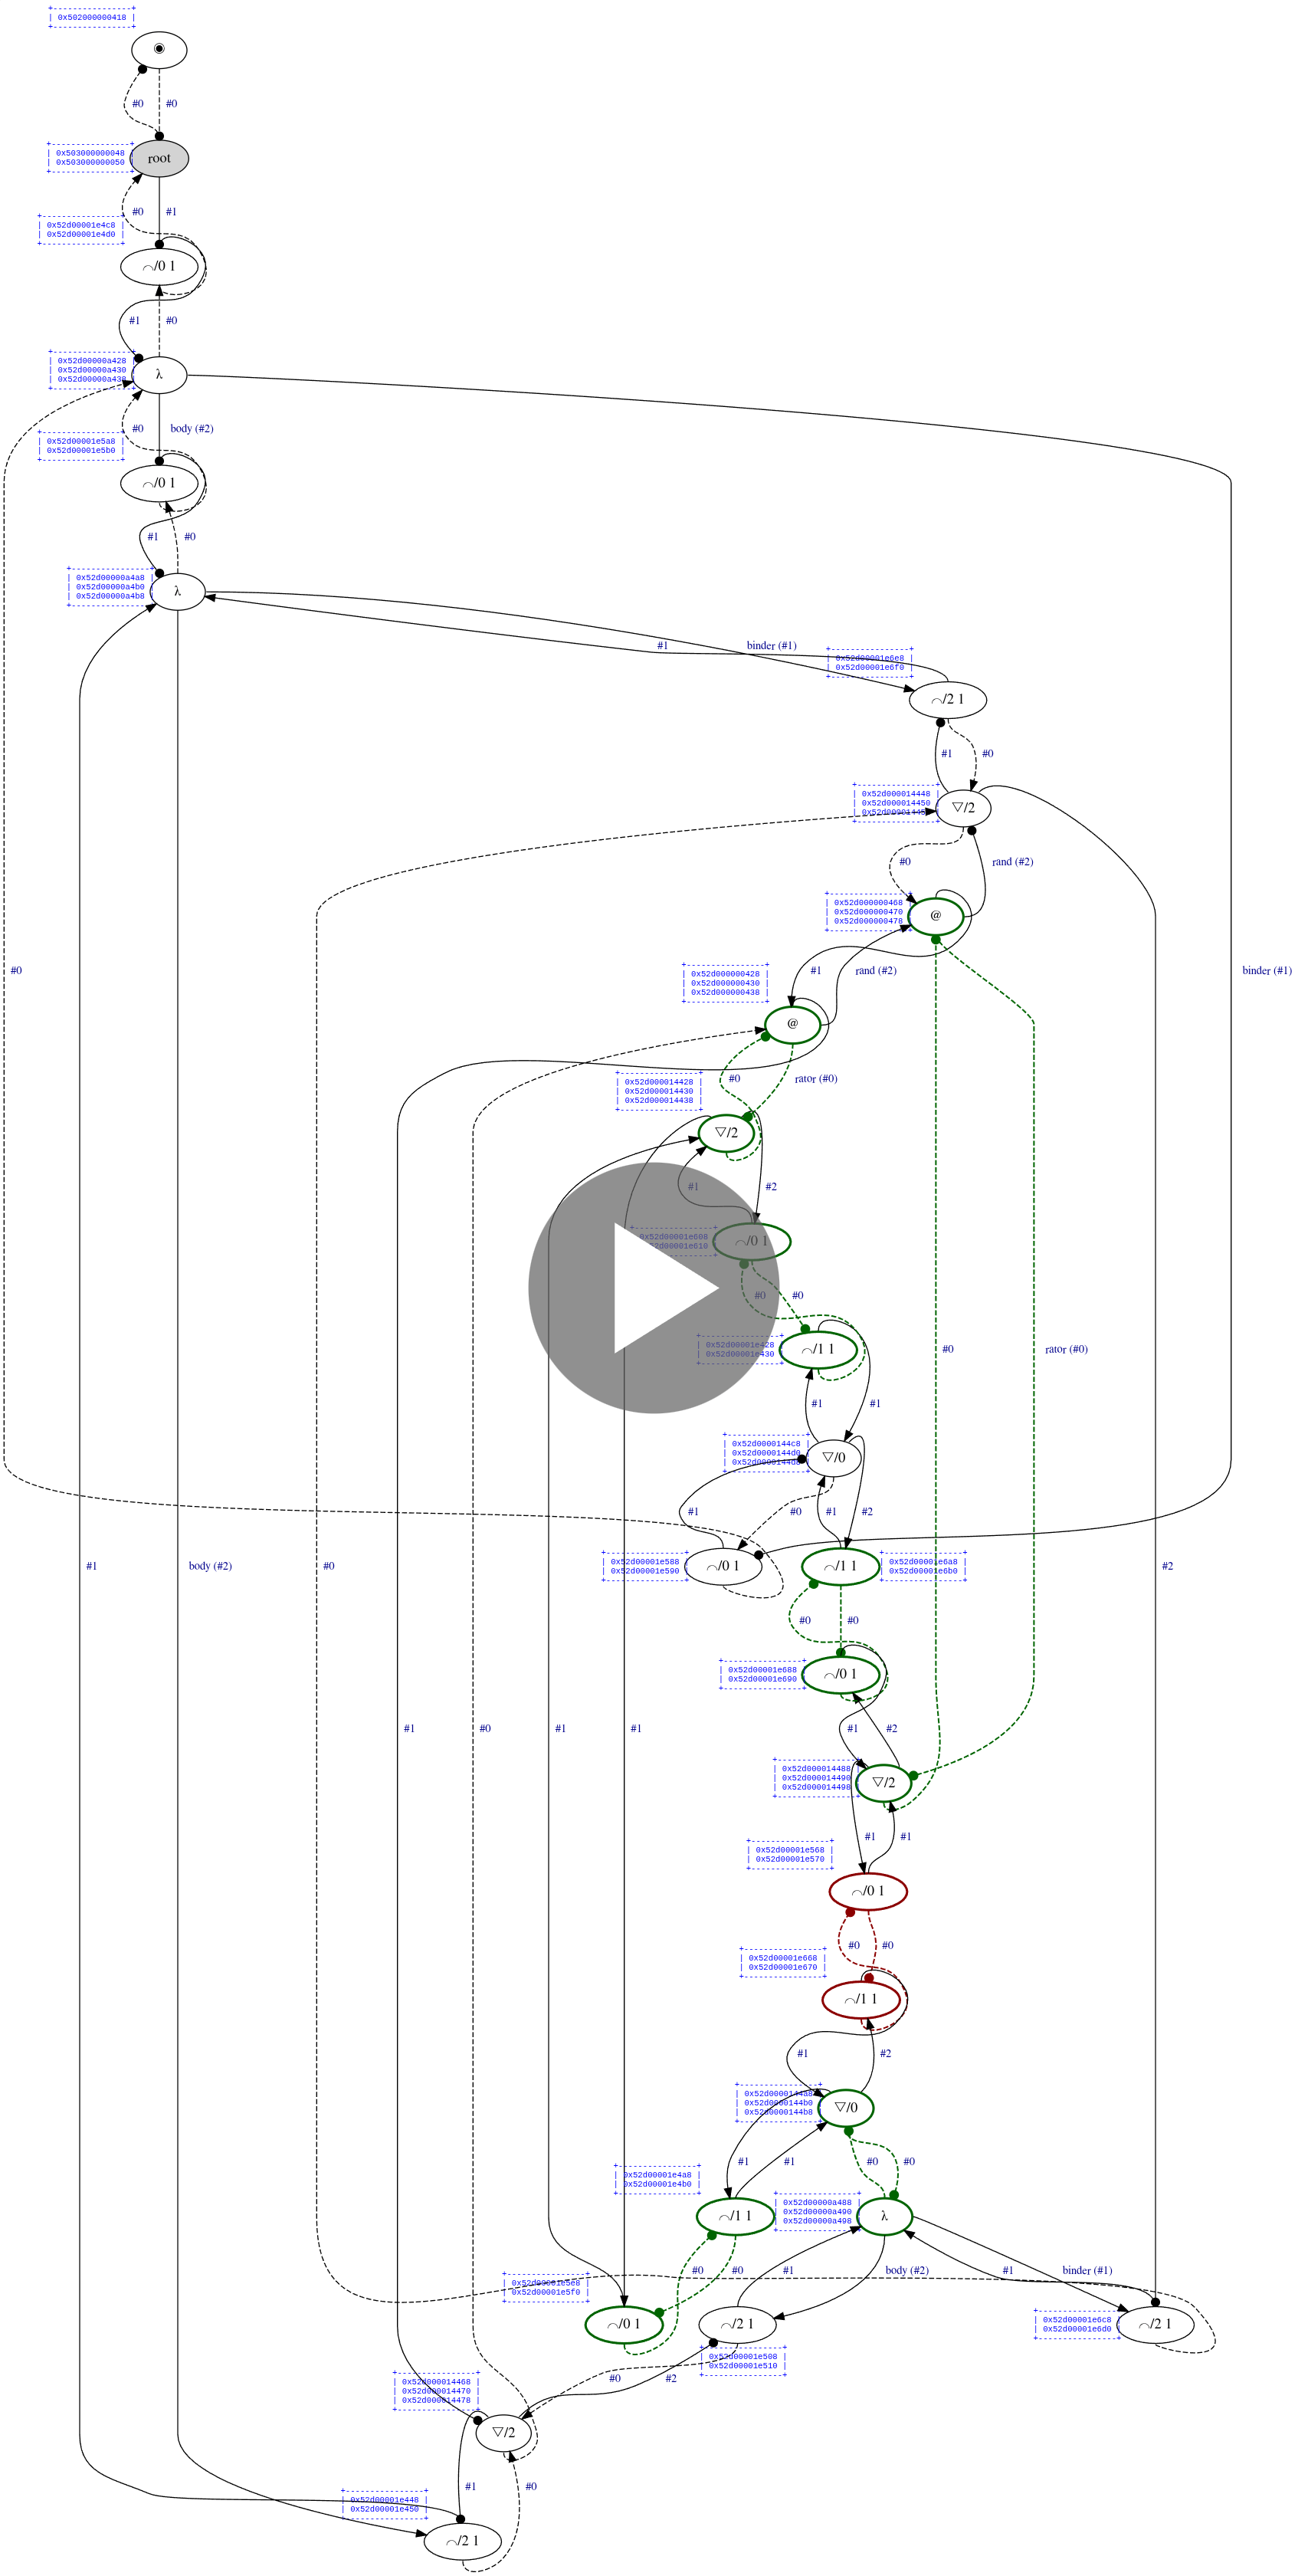 +----------------+
| 0x502000000418 |
+----------------+
◉
#0
#0
+----------------+
| 0x503000000048 |
| 0x503000000050 |
+----------------+
root
#0
#1
+----------------+
| 0x52d00001e4c8 |
| 0x52d00001e4d0 |
+----------------+
⌒/0 1
#1
#0
+----------------+
| 0x52d00000a428 |
| 0x52d00000a430 |
| 0x52d00000a438 |
+----------------+
λ
#0
body (#2)
+----------------+
| 0x52d00001e5a8 |
| 0x52d00001e5b0 |
+----------------+
⌒/0 1
#1
#0
+----------------+
| 0x52d00000a4a8 |
| 0x52d00000a4b0 |
| 0x52d00000a4b8 |
+----------------+
λ
#1
binder (#1)
+----------------+
| 0x52d00001e6e8 |
| 0x52d00001e6f0 |
+----------------+
⌒/2 1
#1
#0
+----------------+
| 0x52d000014448 |
| 0x52d000014450 |
+----------------+
▽/2
#0
rand (#2)
+----------------+
| 0x52d000000468 |
| 0x52d000000470 |
| 0x52d000000478 |
+----------------+
@
#0
#1
rand (#2)
binder (#1)
+----------------+
| 0x52d000000428 |
| 0x52d000000430 |
| 0x52d000000438 |
+----------------+
@
#0
rator (#0)
+----------------+
| 0x52d000014428 |
| 0x52d000014430 |
| 0x52d000014438 |
+----------------+
▽/2
#1
#2
+----------------+
0x52d00001e608
0x52d00001e610
+----------------+
⌒/0 1
#0
#0
+----------------+
| 0x52d00001e428 |
| 0x52d00001e430 |
+----------------+
⌒/1 1
#0
rator (#0)
#1
#1
+----------------+
| 0x52d0000144c8 |
| 0x52d0000144d0 |
| 0x52d0000144d8 |
+----------------+
▽/0
#1
#0
#1
#2
+----------------+
| 0x52d00001e588 |
| 0x52d00001e590 |
+----------------+
⌒/0 1
⌒/1 1
+----------------+
| 0x52d00001e6a8 |
| 0x52d00001e6b0 |
+----------------+
#1
body (#2)
#0
#2
#0
#0
+----------------+
| 0x52d00001e688 |
| 0x52d00001e690 |
+----------------+
⌒/0 1
#1
#0
#1
#1
#1
#2
+----------------+
| 0x52d000014488 |
| 0x52d000014490 |
| 0x52d000014498 |
+----------------+
▽/2
#1
#1
+----------------+
| 0x52d00001e568 |
| 0x52d00001e570 |
+----------------+
⌒/0 1
#0
#0
+----------------+
| 0x52d00001e668 |
| 0x52d00001e670 |
+----------------+
⌒/1 1
#1
#2
+----------------+
| 0x52d0000144a8 |
| 0x52d0000144b0 |
| 0x52d0000144b8 |
+----------------+
▽/0
#1
#1
#0
#0
+----------------+
| 0x52d00001e4a8 |
| 0x52d00001e4b0 |
+----------------+
⌒/1 1
+----------------+
| 0x52d00000a488 |
| 0x52d00000a490 |
| 0x52d00000a498 |
+----------------+
λ
#0
#0
#1
body (#2)
#1
binder (#1)
+----------------+
| 0x52d00001e5e8 |
| 0x52d00001e5f0 |
+----------------+
⌒/0 1
⌒/2 1
+----------------+
| 0x52d00001e6c8 |
| 0x52d00001e6d0 |
+----------------+
⌒/2 1
+----------------+
| 0x52d00001e508 |
| 0x52d00001e510 |
+----------------+
#0
#2
+----------------+
| 0x52d000014468 |
| 0x52d000014470 |
| 0x52d000014478 |
+----------------+
▽/2
#1
#0
+----------------+
| 0x52d00001e448 |
| 0x52d00001e450 |
+----------------+
⌒/2 1